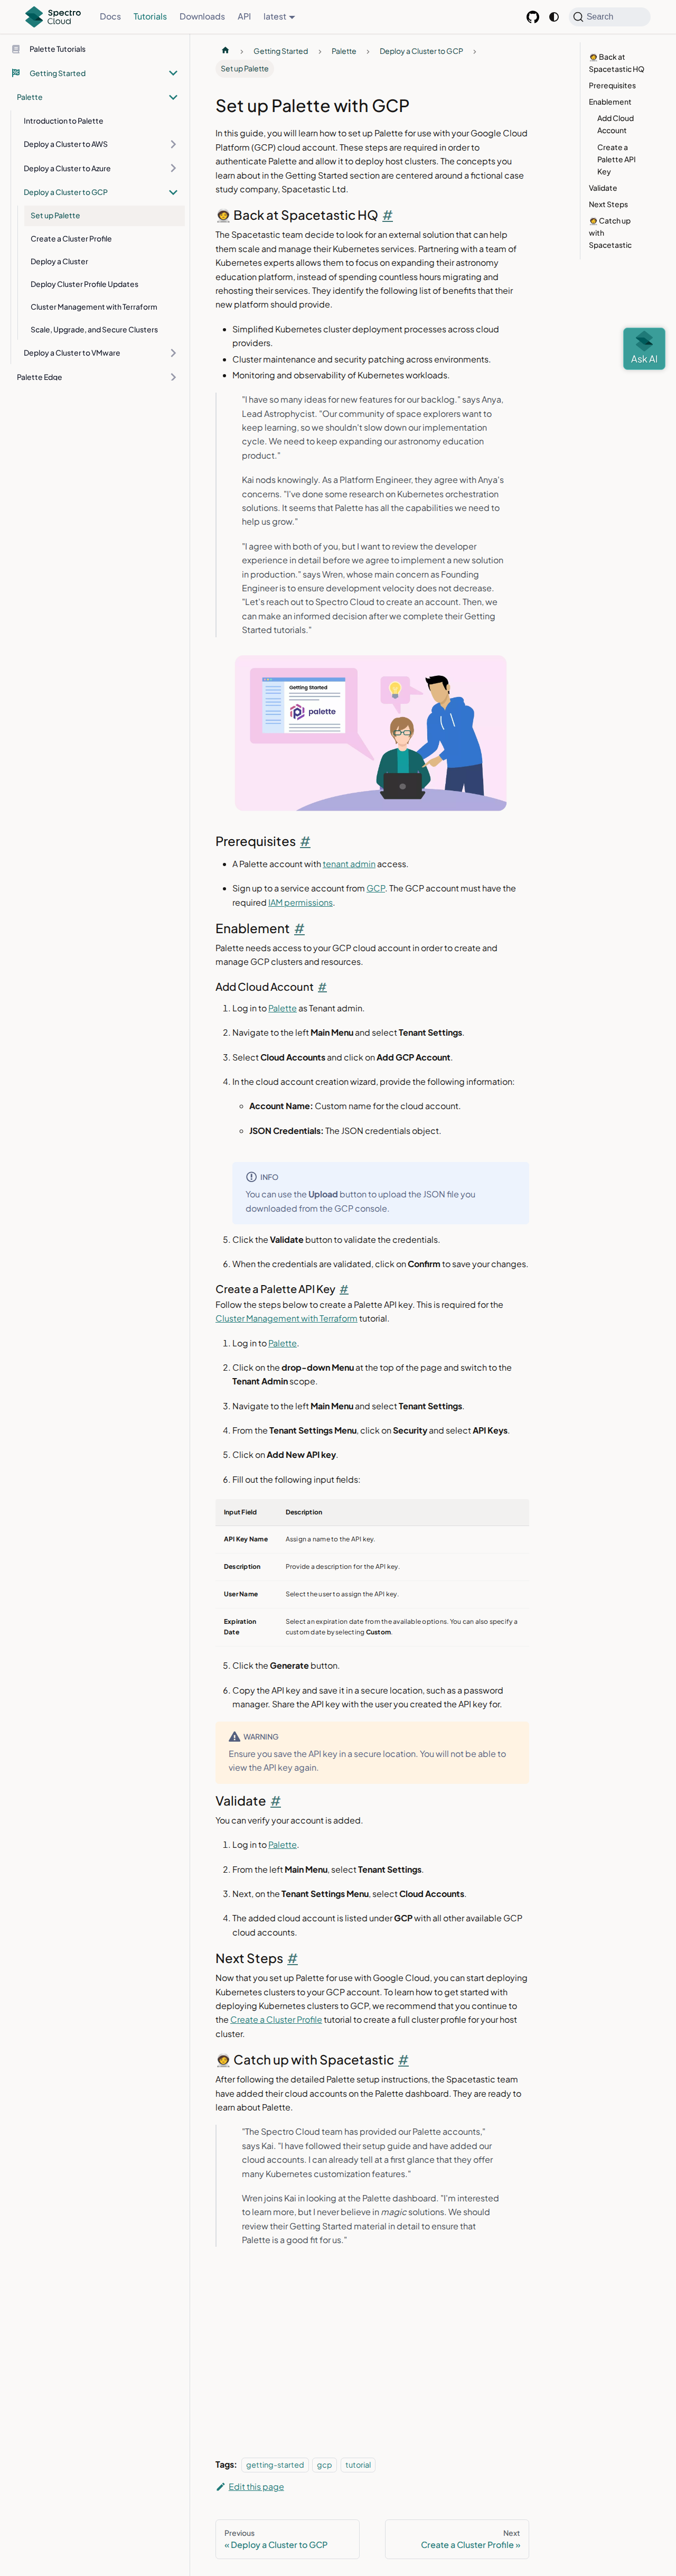 Spectro
Cloud
Docs
Tutorials
Downloads
API
latest
Search
Palette Tutorials
Getting Started
Palette
Introduction to Palette
Deploy a Cluster to AWS
Deploy a Cluster to Azure
Deploy a Cluster to GCP
Set up Palette
Create a Cluster Profile
Deploy a Cluster
Deploy Cluster Profile Updates
Cluster Management with Terraform
Scale, Upgrade, and Secure Clusters
Deploy a Cluster to VMware
Palette Edge
Getting Started
Palette
Deploy a Cluster to GCP
Set up Palette
Set up Palette with GCP
In this guide, you will learn how to set up Palette for use with your Google Cloud
Platform (GCP) cloud account. These steps are required in order to
authenticate Palette and allow it to deploy host clusters. The concepts you
learn about in the Getting Started section are centered around a fictional case
study company, Spacetastic Ltd.
🧑‍🚀 Back at Spacetastic HQ #
The Spacetastic team decide to look for an external solution that can help
them scale and manage their Kubernetes services. Partnering with a team of
Kubernetes experts allows them to focus on expanding their astronomy
education platform, instead of spending countless hours migrating and
rehosting their services. They identify the following list of benefits that their
new platform should provide.
Simplified Kubernetes cluster deployment processes across cloud
providers.
Cluster maintenance and security patching across environments.
Monitoring and observability of Kubernetes workloads.
"I have so many ideas for new features for our backlog." says Anya,
Lead Astrophycist. "Our community of space explorers want to
keep learning, so we shouldn't slow down our implementation
cycle. We need to keep expanding our astronomy education
product."
Kai nods knowingly. As a Platform Engineer, they agree with Anya's
concerns. "I've done some research on Kubernetes orchestration
solutions. It seems that Palette has all the capabilities we need to
help us grow."
"I agree with both of you, but I want to review the developer
experience in detail before we agree to implement a new solution
in production." says Wren, whose main concern as Founding
Engineer is to ensure development velocity does not decrease.
"Let's reach out to Spectro Cloud to create an account. Then, we
can make an informed decision after we complete their Getting
Started tutorials."
Getting Started
palette
Prerequisites #
A Palette account with tenant admin access.
Sign up to a service account from GCP. The GCP account must have the
required IAM permissions.
Enablement #
Palette needs access to your GCP cloud account in order to create and
manage GCP clusters and resources.
Add Cloud Account #
1. Log in to Palette as Tenant admin.
2. Navigate to the left Main Menu and select Tenant Settings.
3. Select Cloud Accounts and click on Add GCP Account.
4. In the cloud account creation wizard, provide the following information:
Account Name: Custom name for the cloud account.
JSON Credentials: The JSON credentials object.
INFO
You can use the Upload button to upload the JSON file you
downloaded from the GCP console.
5. Click the Validate button to validate the credentials.
6. When the credentials are validated, click on Confirm to save your changes.
Create a Palette API Key #
Follow the steps below to create a Palette API key. This is required for the
Cluster Management with Terraform tutorial.
1. Log in to Palette.
2. Click on the drop-down Menu at the top of the page and switch to the
Tenant Admin scope.
3. Navigate to the left Main Menu and select Tenant Settings.
4. From the Tenant Settings Menu, click on Security and select API Keys.
5. Click on Add New API key.
6. Fill out the following input fields:
Input Field Description
API Key Name Assign a name to the API key.
Description Provide a description for the API key.
User Name Select the user to assign the API key.
Expiration Select an expiration date from the available options. You can also specify a
Date custom date by selecting Custom.
5. Click the Generate button.
6. Copy the API key and save it in a secure location, such as a password
manager. Share the API key with the user you created the API key for.
WARNING
Ensure you save the API key in a secure location. You will not be able to
view the API key again.
Validate #
You can verify your account is added.
1. Log in to Palette.
2. From the left Main Menu, select Tenant Settings.
3. Next, on the Tenant Settings Menu, select Cloud Accounts.
4. The added cloud account is listed under GCP with all other available GCP
cloud accounts.
Next Steps #
Now that you set up Palette for use with Google Cloud, you can start deploying
Kubernetes clusters to your GCP account. To learn how to get started with
deploying Kubernetes clusters to GCP, we recommend that you continue to
the Create a Cluster Profile tutorial to create a full cluster profile for your host
cluster.
🧑‍🚀 Catch up with Spacetastic #
After following the detailed Palette setup instructions, the Spacetastic team
have added their cloud accounts on the Palette dashboard. They are ready to
learn about Palette.
"The Spectro Cloud team has provided our Palette accounts,"
says Kai. "I have followed their setup guide and have added our
cloud accounts. I can already tell at a first glance that they offer
many Kubernetes customization features."
Wren joins Kai in looking at the Palette dashboard. "I'm interested
to learn more, but I never believe in magic solutions. We should
review their Getting Started material in detail to ensure that
Palette is a good fit for us."
Tags: getting-started gcp tutorial
Edit this page
Previous
« Deploy a Cluster to GCP
Next
Create a Cluster Profile »
🧑‍🚀 Back at
Spacetastic HQ
Prerequisites
Enablement
Add Cloud
Account
Create a
Palette API
Key
Validate
Next Steps
🧑‍🚀 Catch up
with
Spacetastic
Ask AI